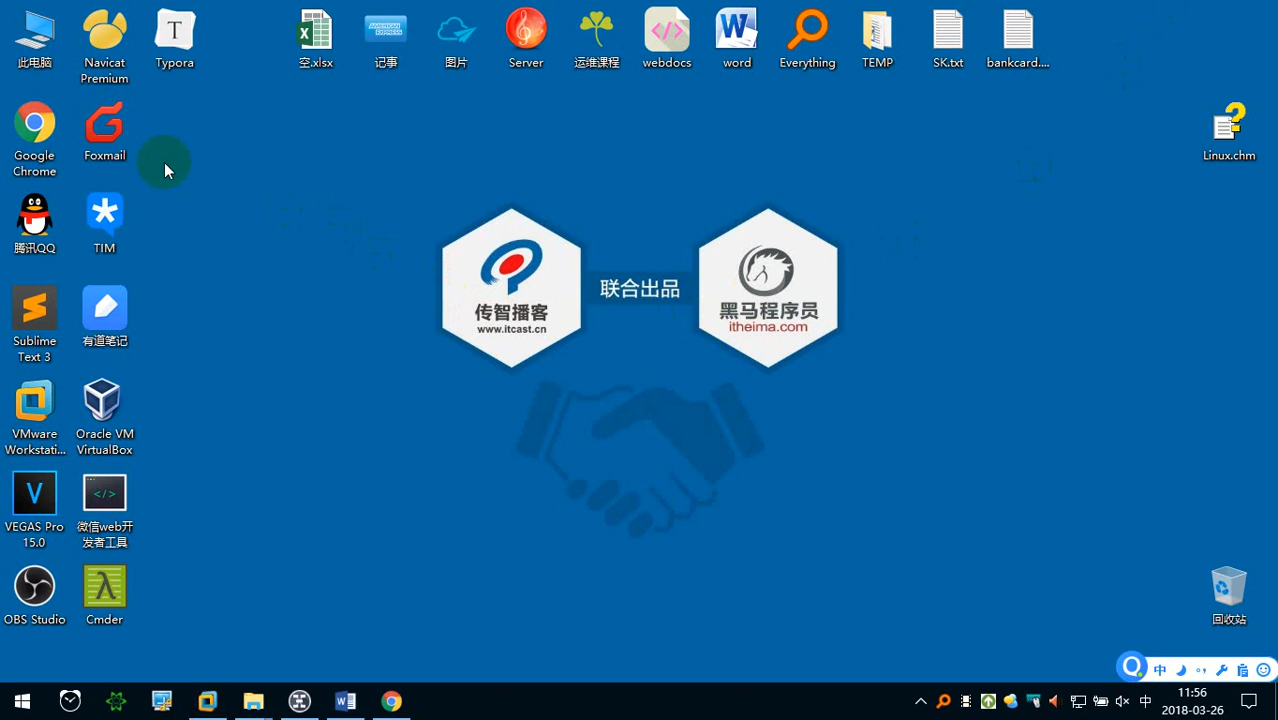 此电脑
Navicat
Premium
Typora
空.xlsx
记事
图片
Server
运维课程
webdocs
word
Everything
TEMP
SK.txt
bankcard....
Google
Chrome
Foxmail
Linux.chm
腾讯QQ
TIM
传智播客
www.itcast.cn
联合出品
黑马程序员
itheima.com
Sublime
Text 3
有道笔记
VMware
Workstati...
Oracle VM
VirtualBox
VEGAS Pro
15.0
微信web开
发者工具
OBS Studio
Cmder
回收站
中
中
11:56
2018-03-26